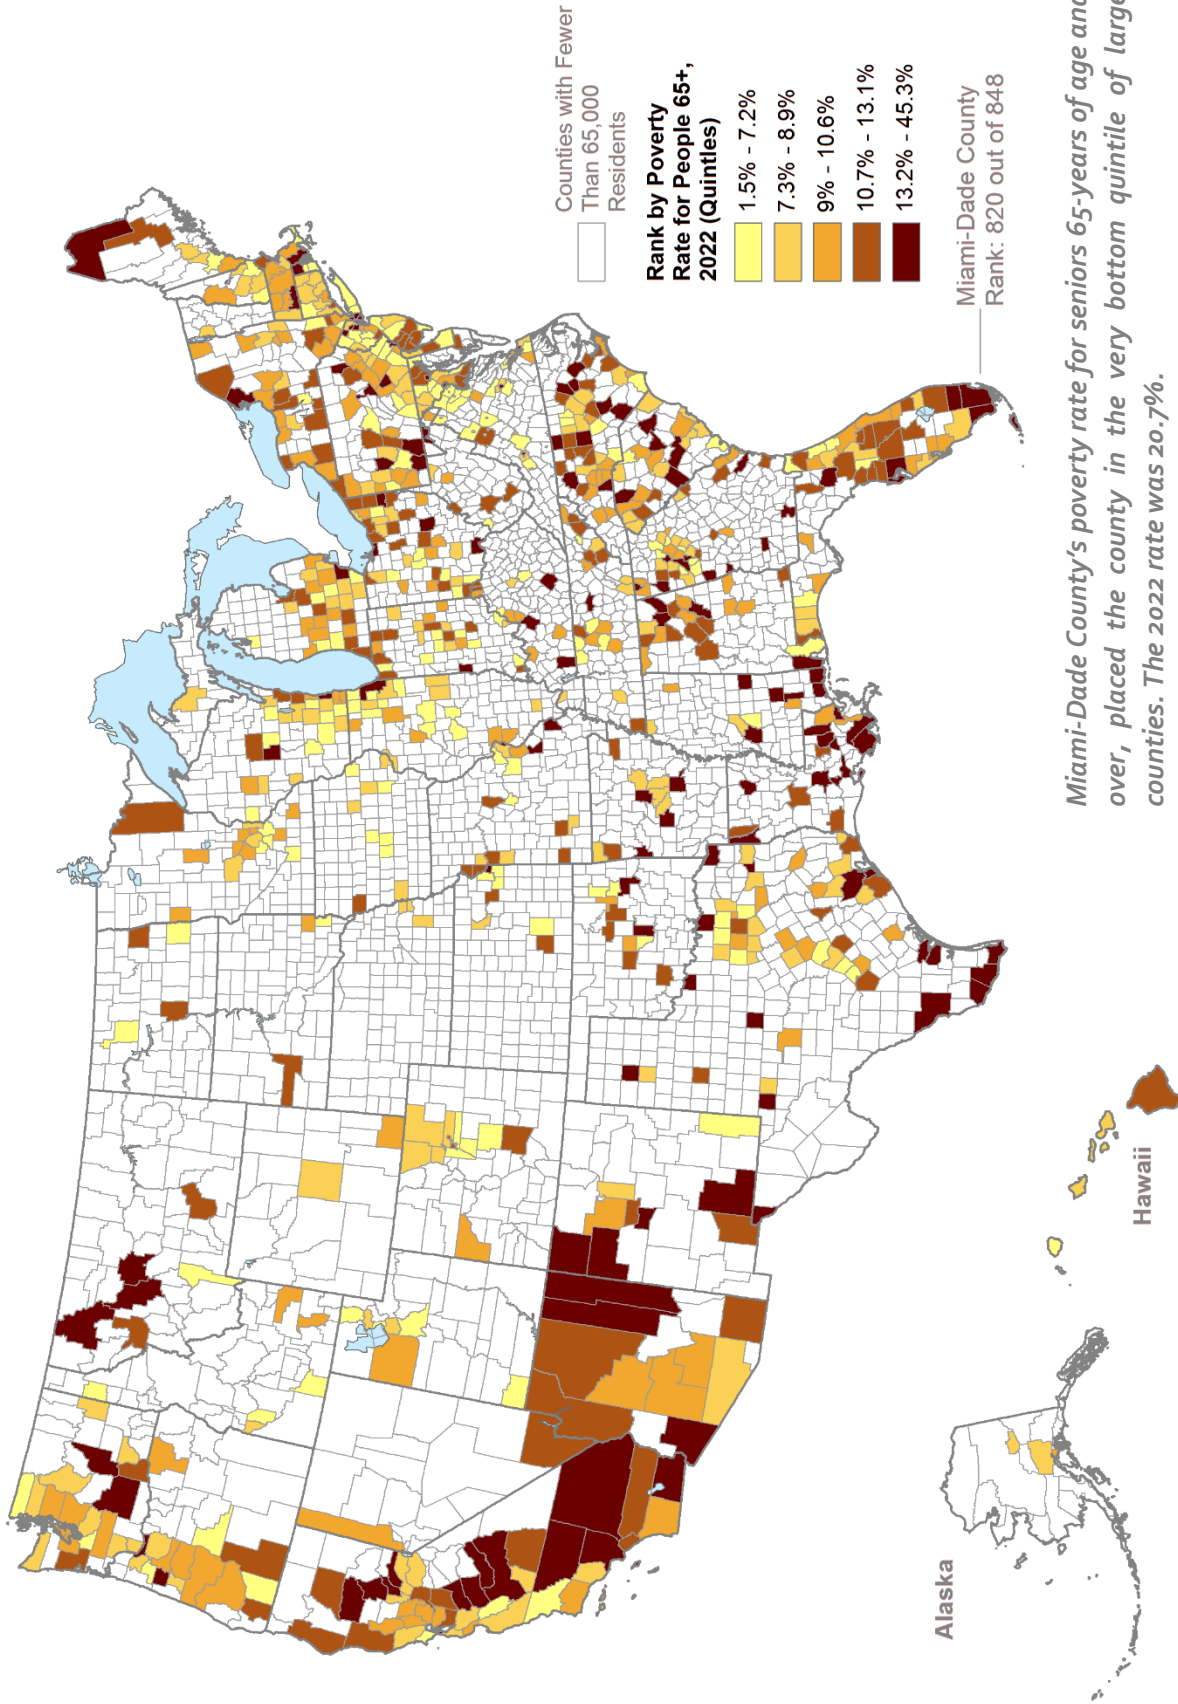 Counties with Fewer
Than 65,000
Residents
Rank by Poverty
Rate for People 65+,
2022 (Quintles)
1.5% - 7.2%
7.3% - 8.9%
9% - 10.6%
10.7% - 13.1%
13.2% - 45.3%
Miami-Dade County
Rank: 820 out of 848
Alaska
Hawaii
Miami-Dade County's poverty rate for seniors 65-years of age and
over, placed the county in the very bottom quintile of large
counties. The 2022 rate was 20.7%.